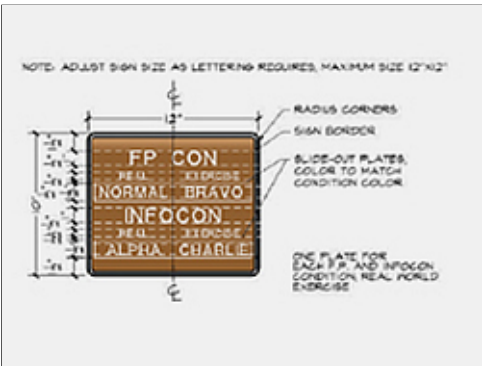 NOTE: ADJUST SIGN SIZE AS LETTERING REQUIRES, MAXIMUM SIZE 12"X12"
12"
RADIUS CORNERS
SIGN BORDER
SLIDE-OUT PLATES,
COLOR TO MATCH
CONDITION COLOR
10"
FP CON
REAL EXERCISE
NORMAL BRAVO
INFOCON
REAL EXERCISE
ALPHA CHARLIE
ONE PLATE FOR
EACH F.P. AND INFOCON
CONDITION, REAL WORLD
EXERCISE